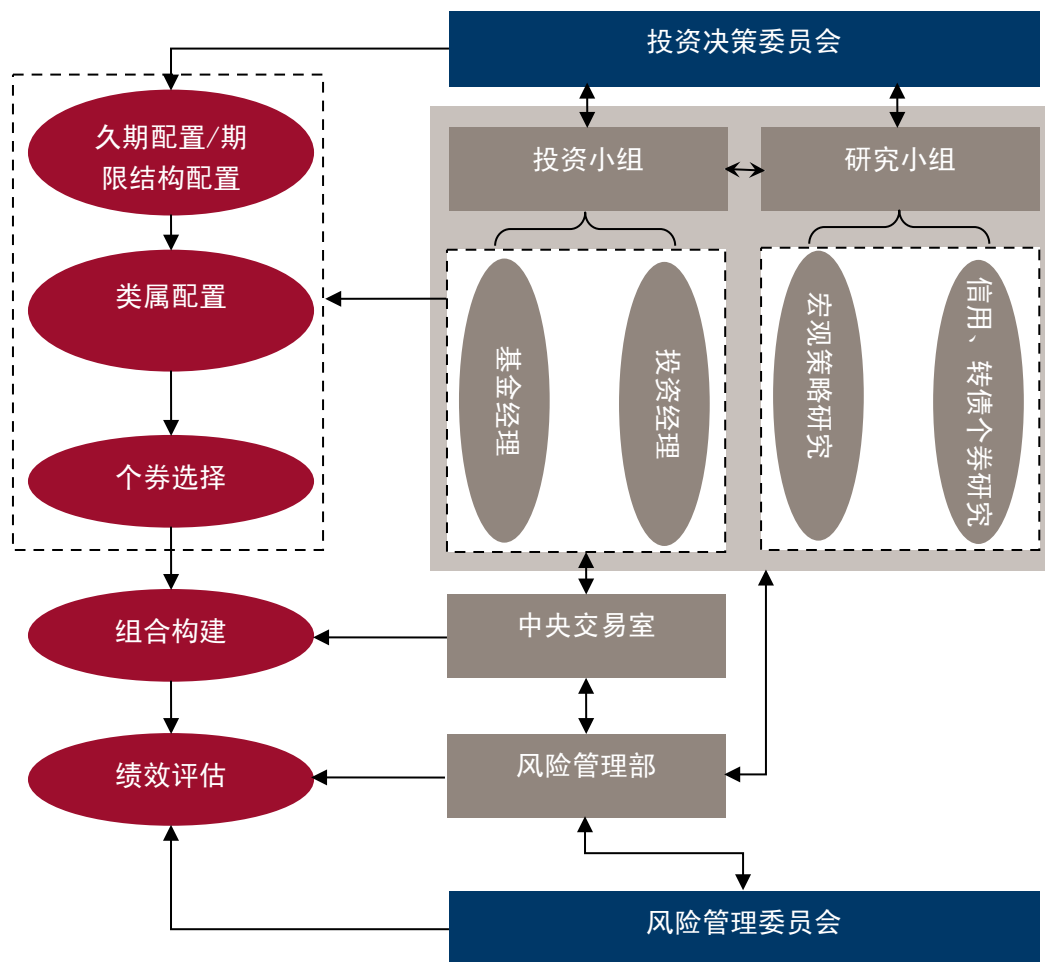 投资决策委员会
久期配置/期
限结构配置
投资小组
研究小组
类属配置
基金经理
投资经理
宏观策略研究
信用、转债个券研究
个券选择
组合构建
中央交易室
绩效评估
风险管理部
风险管理委员会